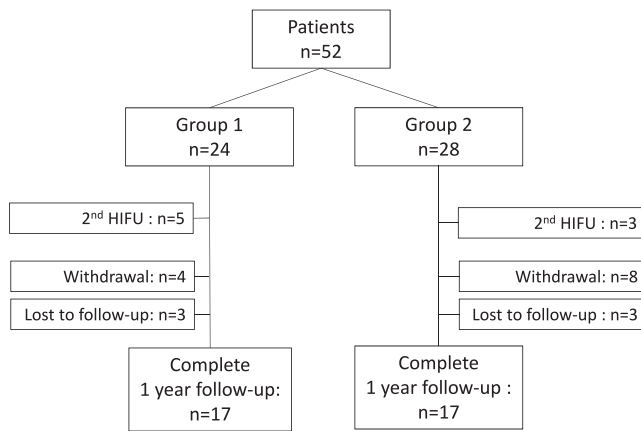 Patients
n=52
Group 1
n=24
Group 2
n=28
2nd HIFU : n=5
2nd HIFU : n=3
Withdrawal: n=4
Withdrawal: n=8
Lost to follow-up: n=3
Lost to follow-up : n=3
Complete
1 year follow-up:
n=17
Complete
1 year follow-up :
n=17